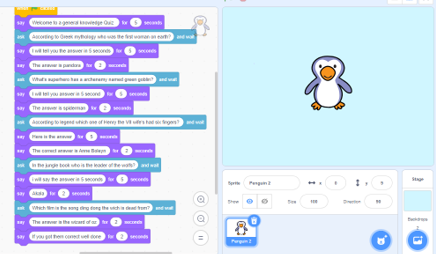 say Welcome to a general knowledge Quiz for 5 seconds
ask According to Greek mythology who was the first woman on earth? and wait
say I will tell you the answer in 5 seconds for 5 seconds
say The answer is pandora for 2 seconds
ask What's superhero has a archenemy named green goblin? and wait
say I will tell you answer in 5 second for 5 seconds
say The answer is spiderman for 2 seconds
ask According to legend which one of Henry the VIII wife's had six fingers? and wait
say Here is the answer for 5 seconds
say The correct answer is Anne Boleyn for 2 seconds
ask In the jungle book who is the leader of the wolfs? and wait
say I will say the answer in 5 seconds for 5 seconds
say Akela for 2 seconds
ask Which film is the song ding dong the witch is dead from? and wait
say The answer is the wizard of oz for 2 seconds
say If you got them correct well done for 2 seconds
Sprite Penguin 2 x 0 y
Show Size 100 Direction 90
Penguin 2
Stage
Backdrops